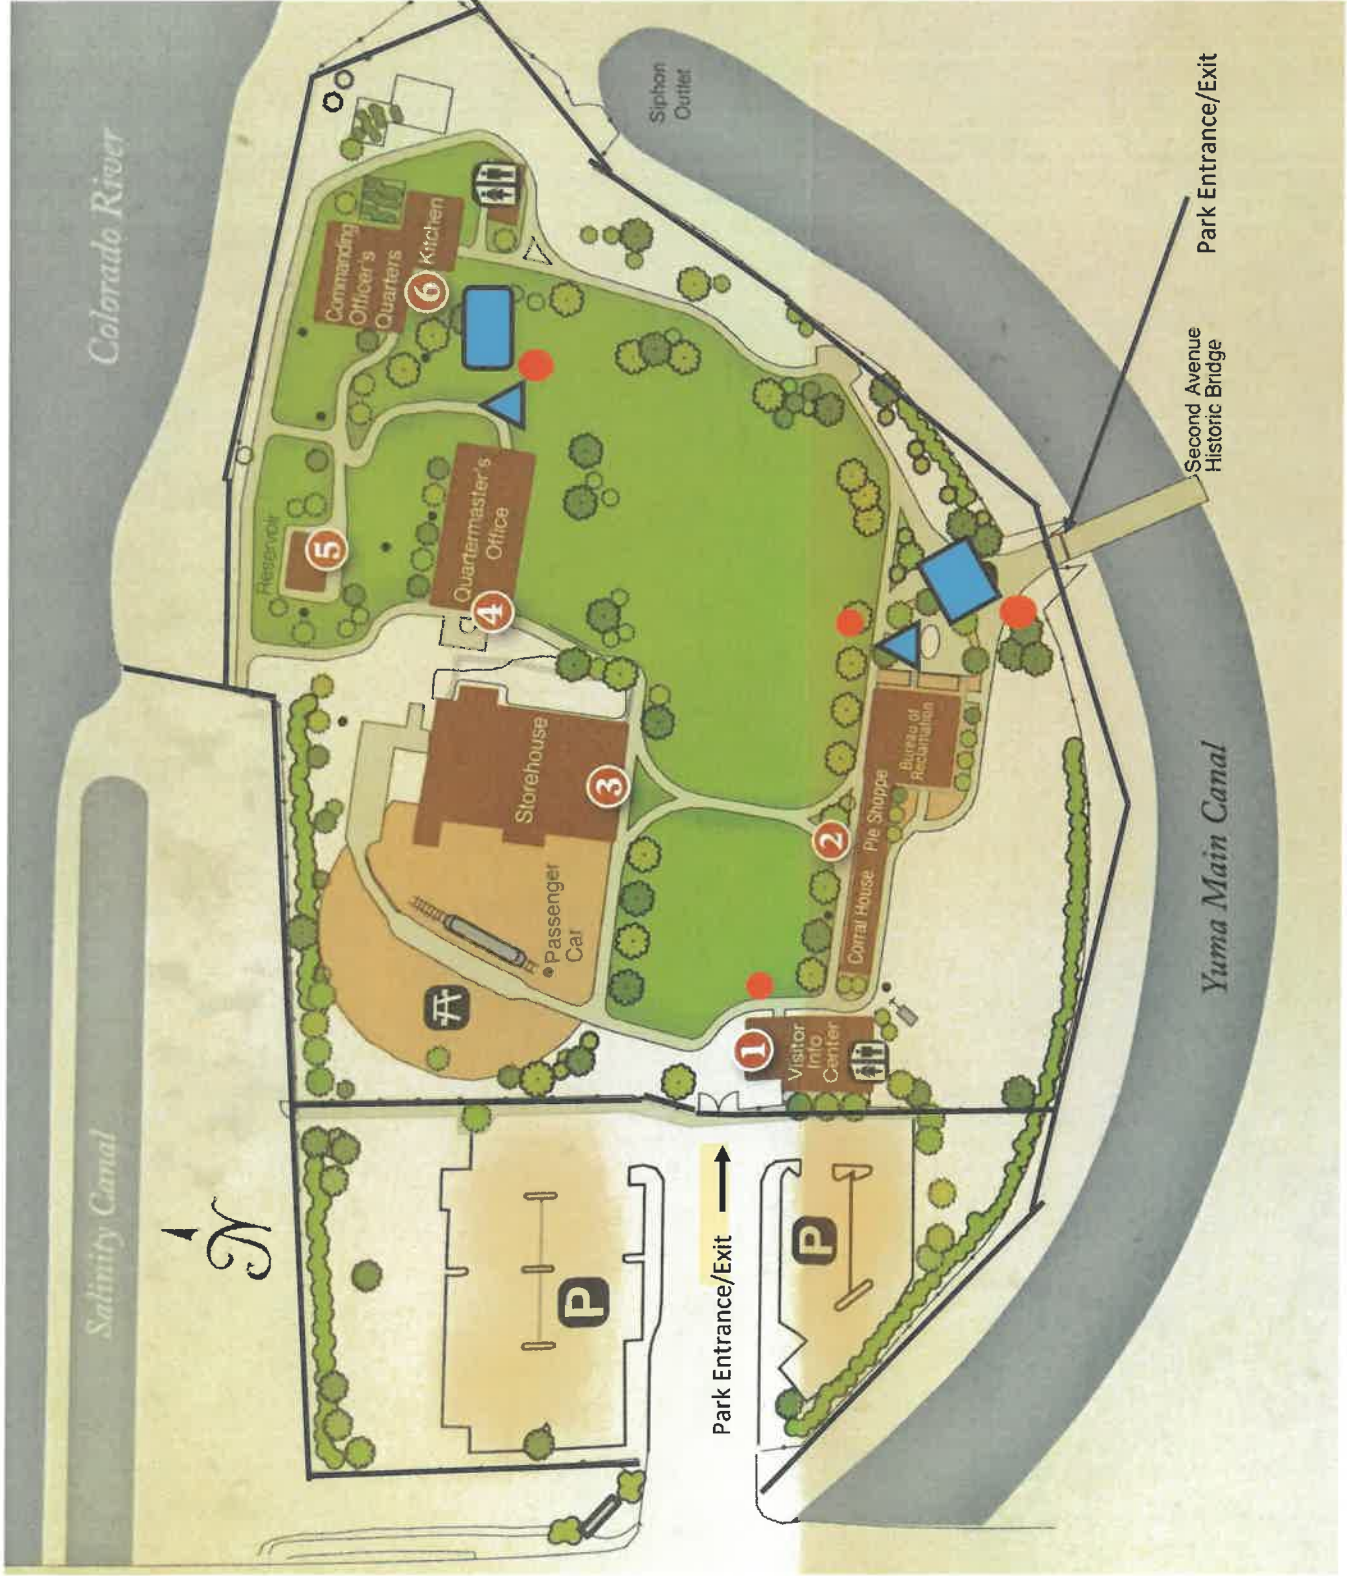 Colorado River
Salinity Canal
Siphon
Outlet
Park Entrance/Exit
Second Avenue
Historic Bridge
Yuma Main Canal
Commanding
Officer's
Quarters
Kitchen
6
Reservoir
5
Quartermaster's
Office
4
Storehouse
3
Passenger
Car
Bureau of
Reclamation
Pie Shoppe
Corral House
2
1
Visitor
Info
Center
N
P
P
Park Entrance/Exit